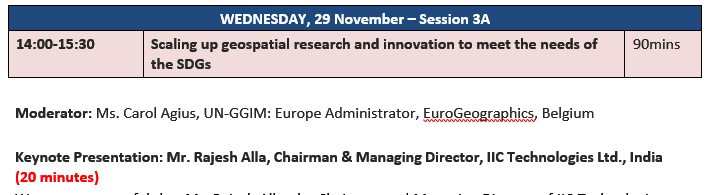 WEDNESDAY, 29 November – Session 3A
14:00-15:30 Scaling up geospatial research and innovation to meet the needs of 90mins
the SDGs
Moderator: Ms. Carol Agius, UN-GGIM: Europe Administrator, EuroGeographics, Belgium
Keynote Presentation: Mr. Rajesh Alla, Chairman & Managing Director, IIC Technologies Ltd., India
(20 minutes)